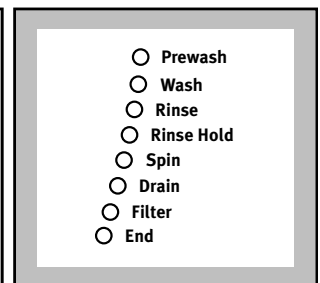 Prewash
Wash
Rinse
Rinse Hold
Spin
Drain
Filter
End